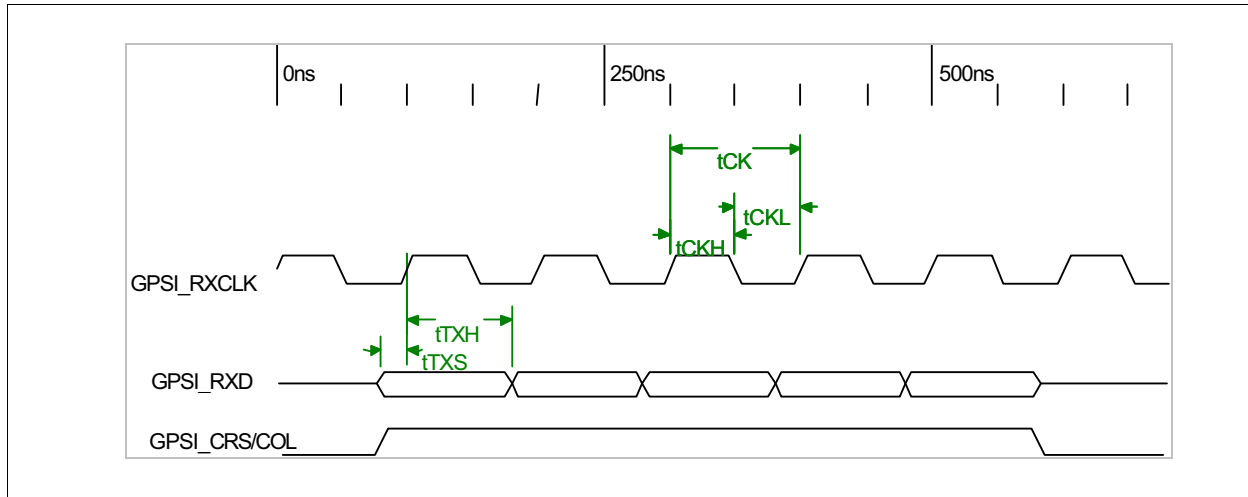 0ns
250ns
500ns
tCK
tCKL
tCKH
GPSI_RXCLK
tTXH
tTXS
GPSI_RXD
GPSI_CRS/COL